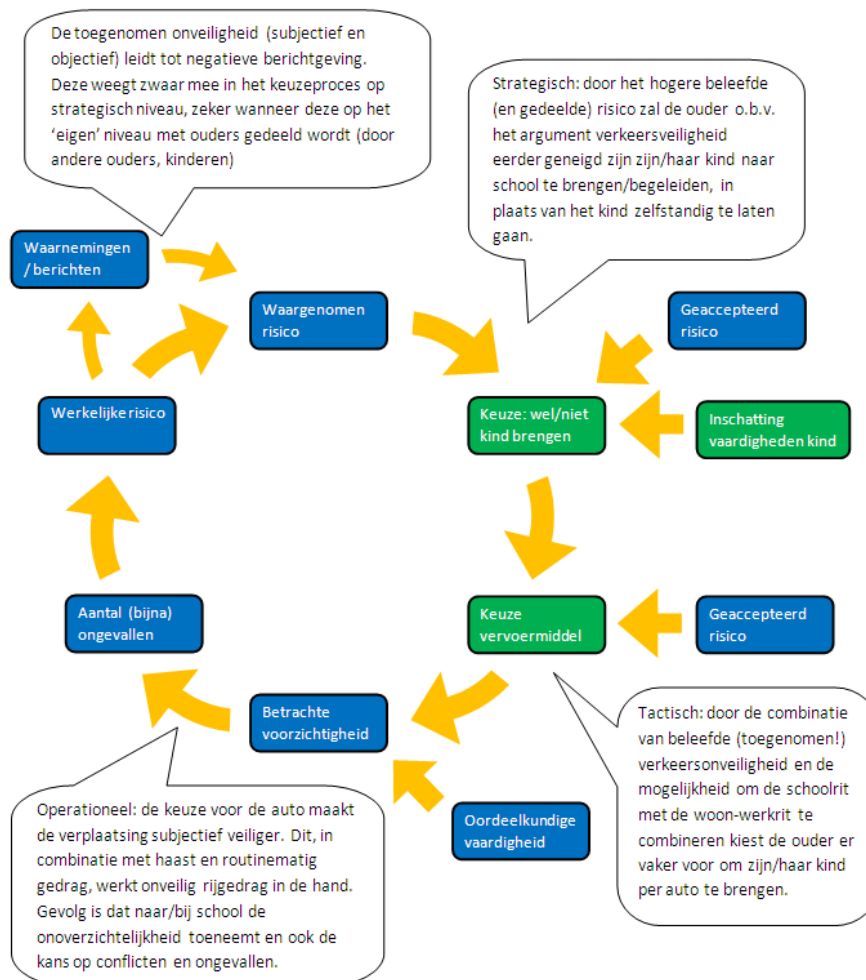 De toegenomen onveiligheid (subjectief en
objectief) leidt tot negatieve berichtgeving.
Deze weegt zwaar mee in het keuzeproces op
strategisch niveau, zeker wanneer deze op het
‘eigen’ niveau met ouders gedeeld wordt (door
andere ouders, kinderen)
Strategisch: door het hogere beleefde
(en gedeelde) risico zal de ouder o.b.v.
het argument verkeersveiligheid
eerder geneigd zijn zijn/haar kind naar
school te brengen/begeleiden, in
plaats van het kind zelfstandig te laten
gaan.
Waarnemingen
/ berichten
Waargenomen
risico
Geaccepteerd
risico
Werkelijke risico
Keuze: wel/niet
kind brengen
Inschatting
vaardigheden kind
Aantal (bijna)
ongevallen
Keuze
vervoermiddel
Geaccepteerd
risico
Betrachte
voorzichtigheid
Oordeelkundige
vaardigheid
Tactisch: door de combinatie
van beleefde (toegenomen!)
verkeersonveiligheid en de
mogelijkheid om de schoolrit
met de woon-werkrit te
combineren kiest de ouder er
vaker voor om zijn/haar kind
per auto te brengen.
Operationeel: de keuze voor de auto maakt
de verplaatsing subjectief veiliger. Dit, in
combinatie met haast en routinematig
gedrag, werkt onveilig rijgedrag in de hand.
Gevolg is dat naar/bij school de
onoverzichtelijkheid toeneemt en ook de
kans op conflicten en ongevallen.